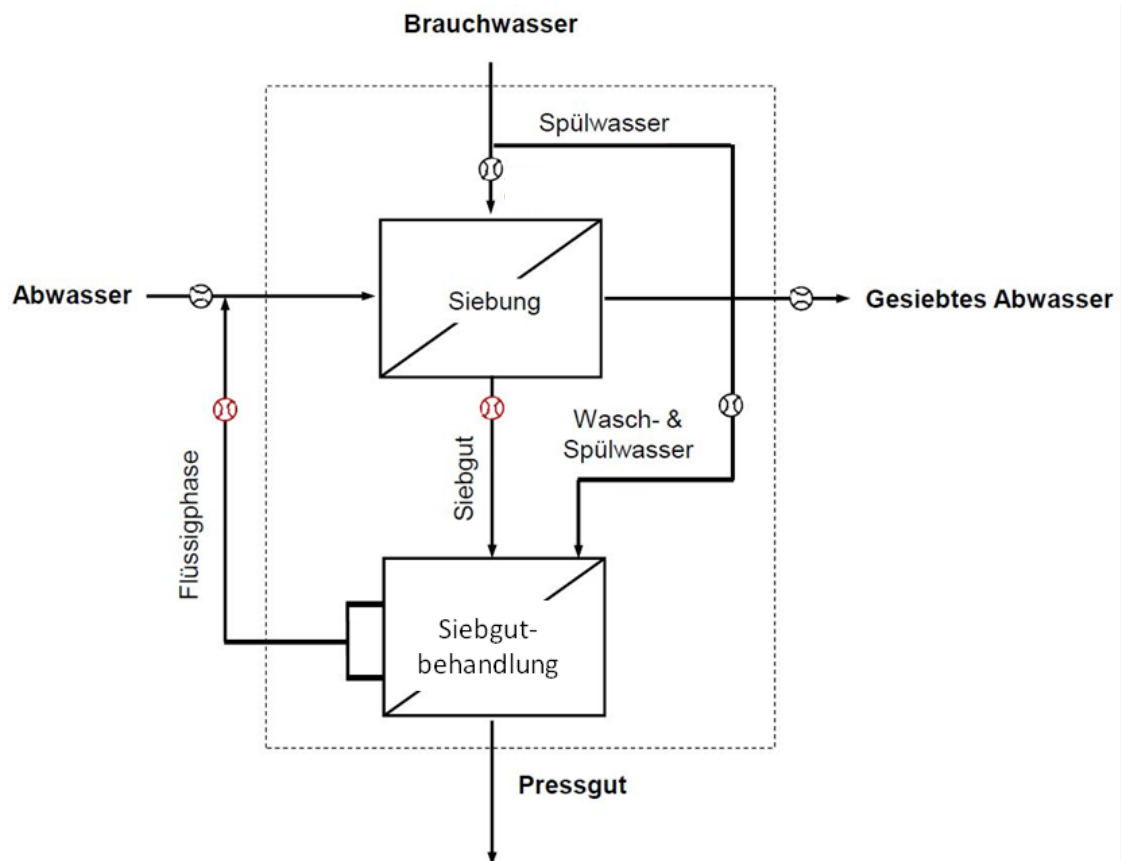 Brauchwasser
Spülwasser
Abwasser
Siebung
Gesiebtes Abwasser
Flüssigphase
Siebgut
Wasch- &
Spülwasser
Siebgut-
behandlung
Pressgut